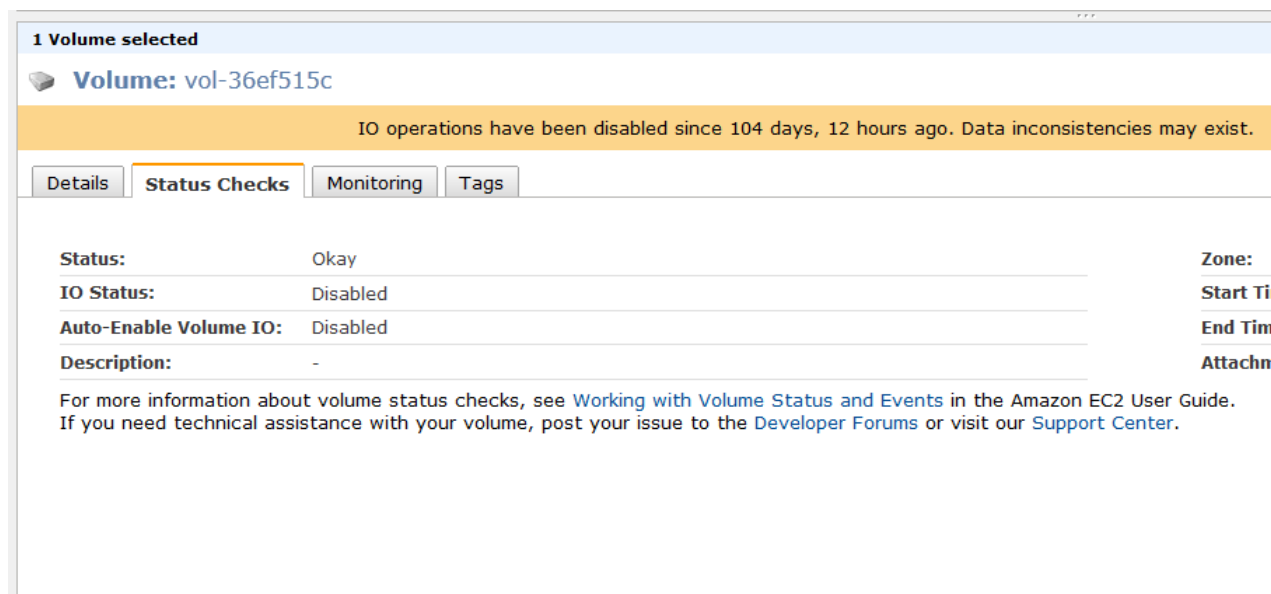 1 Volume selected
Volume: vol-36ef515c
IO operations have been disabled since 104 days, 12 hours ago. Data inconsistencies may exist.
Details Status Checks Monitoring Tags
Status: Okay Zone:
IO Status: Disabled Start Ti
Auto-Enable Volume IO: Disabled End Tim
Description: - Attachm
For more information about volume status checks, see Working with Volume Status and Events in the Amazon EC2 User Guide.
If you need technical assistance with your volume, post your issue to the Developer Forums or visit our Support Center.